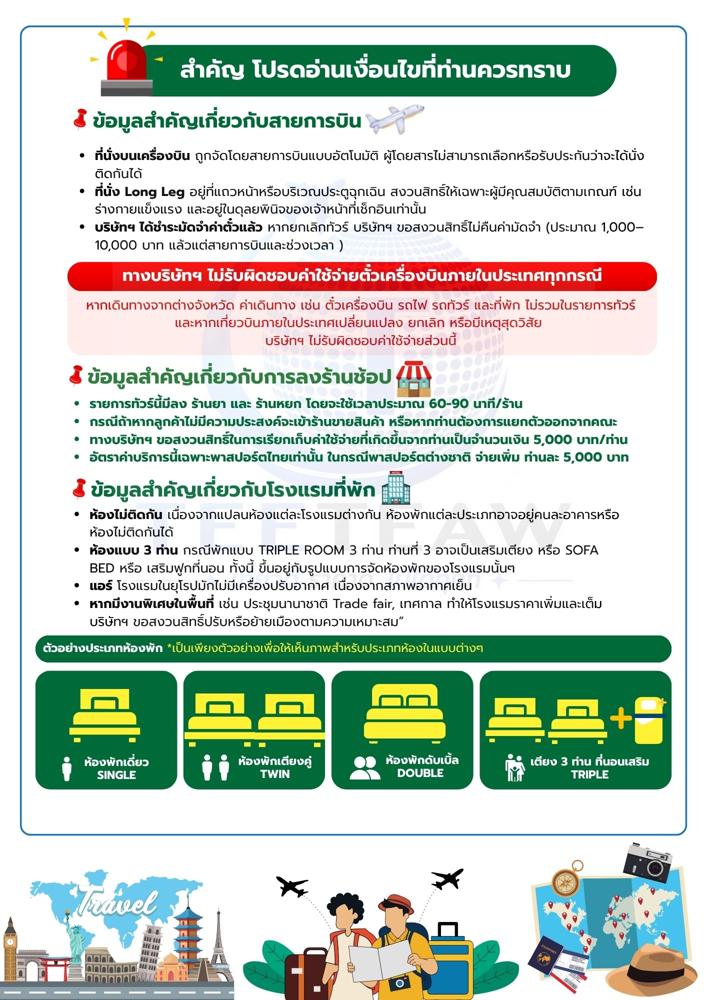 สำคัญ โปรดอ่านเงื่อนไขที่ท่านควรทราบ
ข้อมูลสำคัญเกี่ยวกับสายการบิน
• ที่นั่งบนเครื่องบิน ถูกจัดโดยสายการบินแบบอัตโนมัติ ผู้โดยสารไม่สามารถเลือกหรือรับประกันว่าจะได้นั่ง
ติดกันได้
• ที่นั่ง Long Leg อยู่ที่แถวหน้าหรือบริเวณประตูฉุกเฉิน สงวนสิทธิ์ให้เฉพาะผู้มีคุณสมบัติตามเกณฑ์ เช่น
ร่างกายแข็งแรง และอยู่ในดุลยพินิจของเจ้าหน้าที่เช็กอินเท่านั้น
• บริษัทฯ ได้ชำระมัดจำค่าตั๋วแล้ว หากยกเลิกทัวร์ บริษัทฯ ขอสงวนสิทธิ์ไม่คืนค่ามัดจำ (ประมาณ 1,000–
10,000 บาท แล้วแต่สายการบินและช่วงเวลา )
ทางบริษัทฯ ไม่รับผิดชอบค่าใช้จ่ายตั๋วเครื่องบินภายในประเทศทุกกรณี
หากเดินทางจากต่างจังหวัด ค่าเดินทาง เช่น ตั๋วเครื่องบิน รถไฟ รถทัวร์ และที่พัก ไม่รวมในรายการทัวร์
และหากเที่ยวบินภายในประเทศเปลี่ยนแปลง ยกเลิก หรือมีเหตุสุดวิสัย
บริษัทฯ ไม่รับผิดชอบค่าใช้จ่ายส่วนนี้
ข้อมูลสำคัญเกี่ยวกับการลงร้านช้อป
• รายการทัวร์นี้มีลง ร้านยา และ ร้านหยก โดยจะใช้เวลาประมาณ 60-90 นาที/ร้าน
• กรณีถ้าหากลูกค้าไม่มีความประสงค์จะเข้าร้านขายสินค้า หรือหากท่านต้องการแยกตัวออกจากคณะ
• ทางบริษัทฯ ขอสงวนสิทธิ์ในการเรียกเก็บค่าใช้จ่ายที่เกิดขึ้นจากท่านเป็นจำนวนเงิน 5,000 บาท/ท่าน
• อัตราค่าบริการนี้เฉพาะพาสปอร์ตไทยเท่านั้น ในกรณีพาสปอร์ตต่างชาติ จ่ายเพิ่ม ท่านละ 5,000 บาท
HOTEL
ข้อมูลสำคัญเกี่ยวกับโรงแรมที่พัก
TEETEAW
• ห้องไม่ติดกัน เนื่องจากแปลนห้องแต่ละโรงแรมต่างกัน ห้องพักแต่ละประเภทอาจอยู่คนละอาคารหรือ
ห้องไม่ติดกันได้
• ห้องแบบ 3 ท่าน กรณีพักแบบ TRIPLE ROOM 3 ท่าน ท่านที่ 3 อาจเป็นเสริมเตียง หรือ SOFA
BED หรือ เสริมฟูกที่นอน ทั้งนี้ ขึ้นอยู่กับรูปแบบการจัดห้องพักของโรงแรมนั้นๆ
• แอร์ โรงแรมในยุโรปมักไม่มีเครื่องปรับอากาศ เนื่องจากสภาพอากาศเย็น
• หากมีงานพิเศษในพื้นที่ เช่น ประชุมนานาชาติ Trade fair, เทศกาล ทำให้โรงแรมราคาเพิ่มและเต็ม
บริษัทฯ ขอสงวนสิทธิ์ปรับหรือย้ายเมืองตามความเหมาะสม”
ตัวอย่างประเภทห้องพัก *เป็นเพียงตัวอย่างเพื่อให้เห็นภาพสำหรับประเภทห้องในแบบต่างๆ
ห้องพักเดี่ยว
SINGLE
ห้องพักเตียงคู่
TWIN
ห้องพักดับเบิ้ล
DOUBLE
เตียง 3 ท่าน ที่นอนเสริม
TRIPLE
Travel
PASSPORT